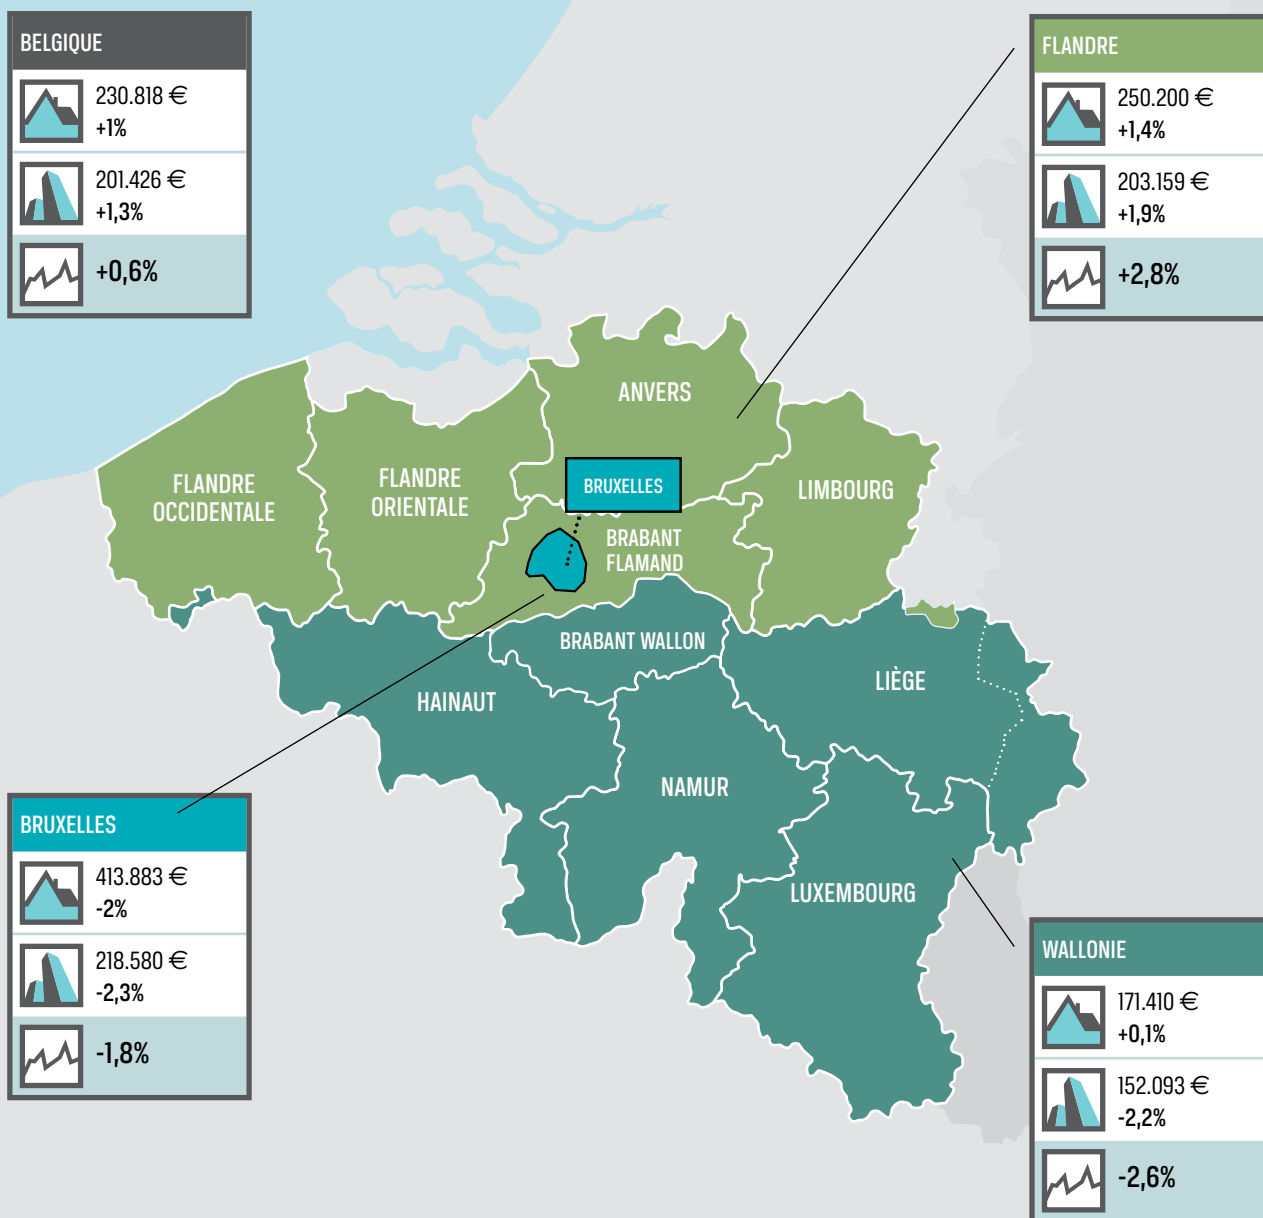 BELGIQUE
230.818 €
+1%
201.426 €
+1,3%
+0,6%
FLANDRE
250.200 €
+1,4%
203.159 €
+1,9%
+2,8%
ANVERS
FLANDRE
OCCIDENTALE
FLANDRE
ORIENTALE
BRUXELLES
LIMBOURG
BRABANT
FLAMAND
BRABANT WALLON
HAINAUT
LIÈGE
NAMUR
LUXEMBOURG
BRUXELLES
413.883 €
-2%
218.580 €
-2,3%
-1,8%
WALLONIE
171.410 €
+0,1%
152.093 €
-2,2%
-2,6%